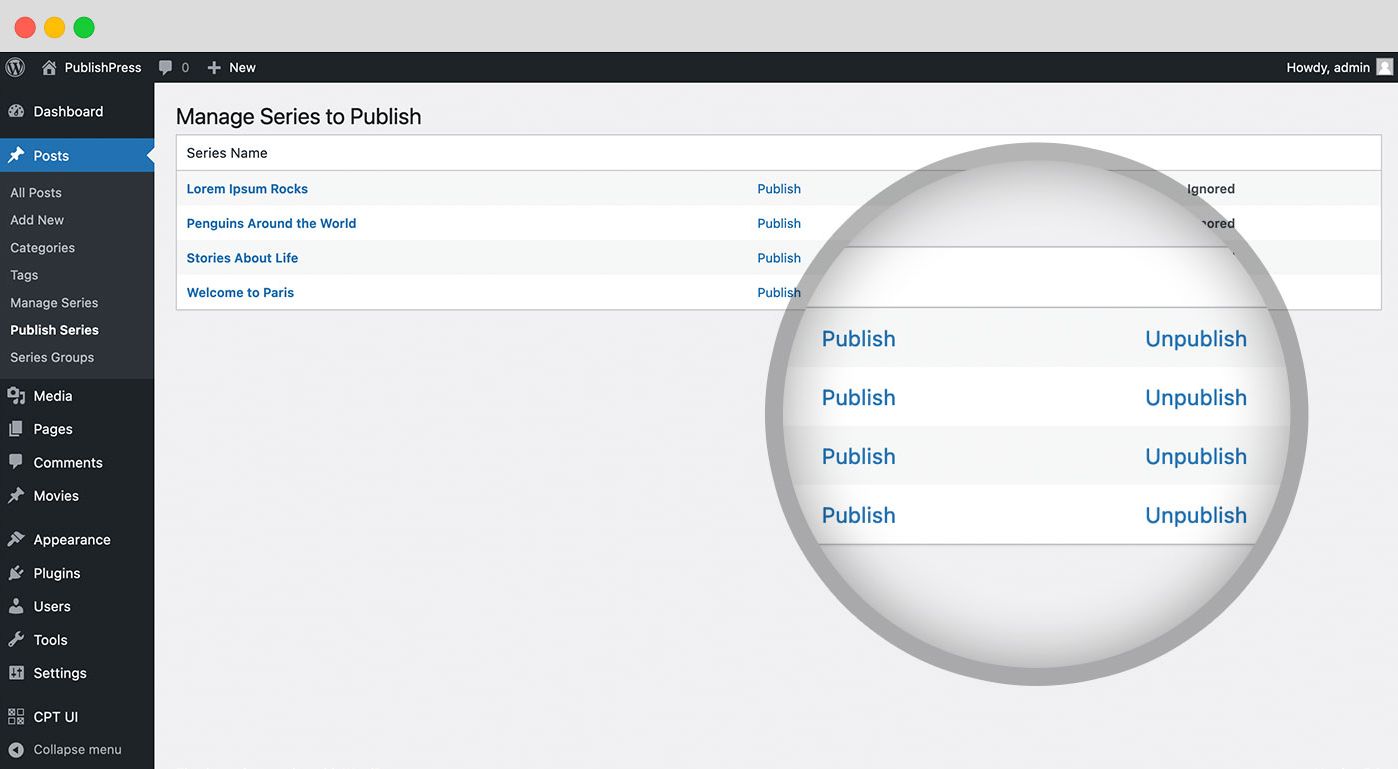 PublishPress 0 New Howdy, admin
Dashboard
Posts
All Posts
Add New
Categories
Tags
Manage Series
Publish Series
Series Groups
Media
Pages
Comments
Movies
Appearance
Plugins
Users
Tools
Settings
CPT UI
Collapse menu
Manage Series to Publish
Series Name
Lorem Ipsum Rocks Publish Ignored
Penguins Around the World Publish
Stories About Life Publish
Welcome to Paris Publish
Publish Unpublish
Publish Unpublish
Publish Unpublish
Publish Unpublish